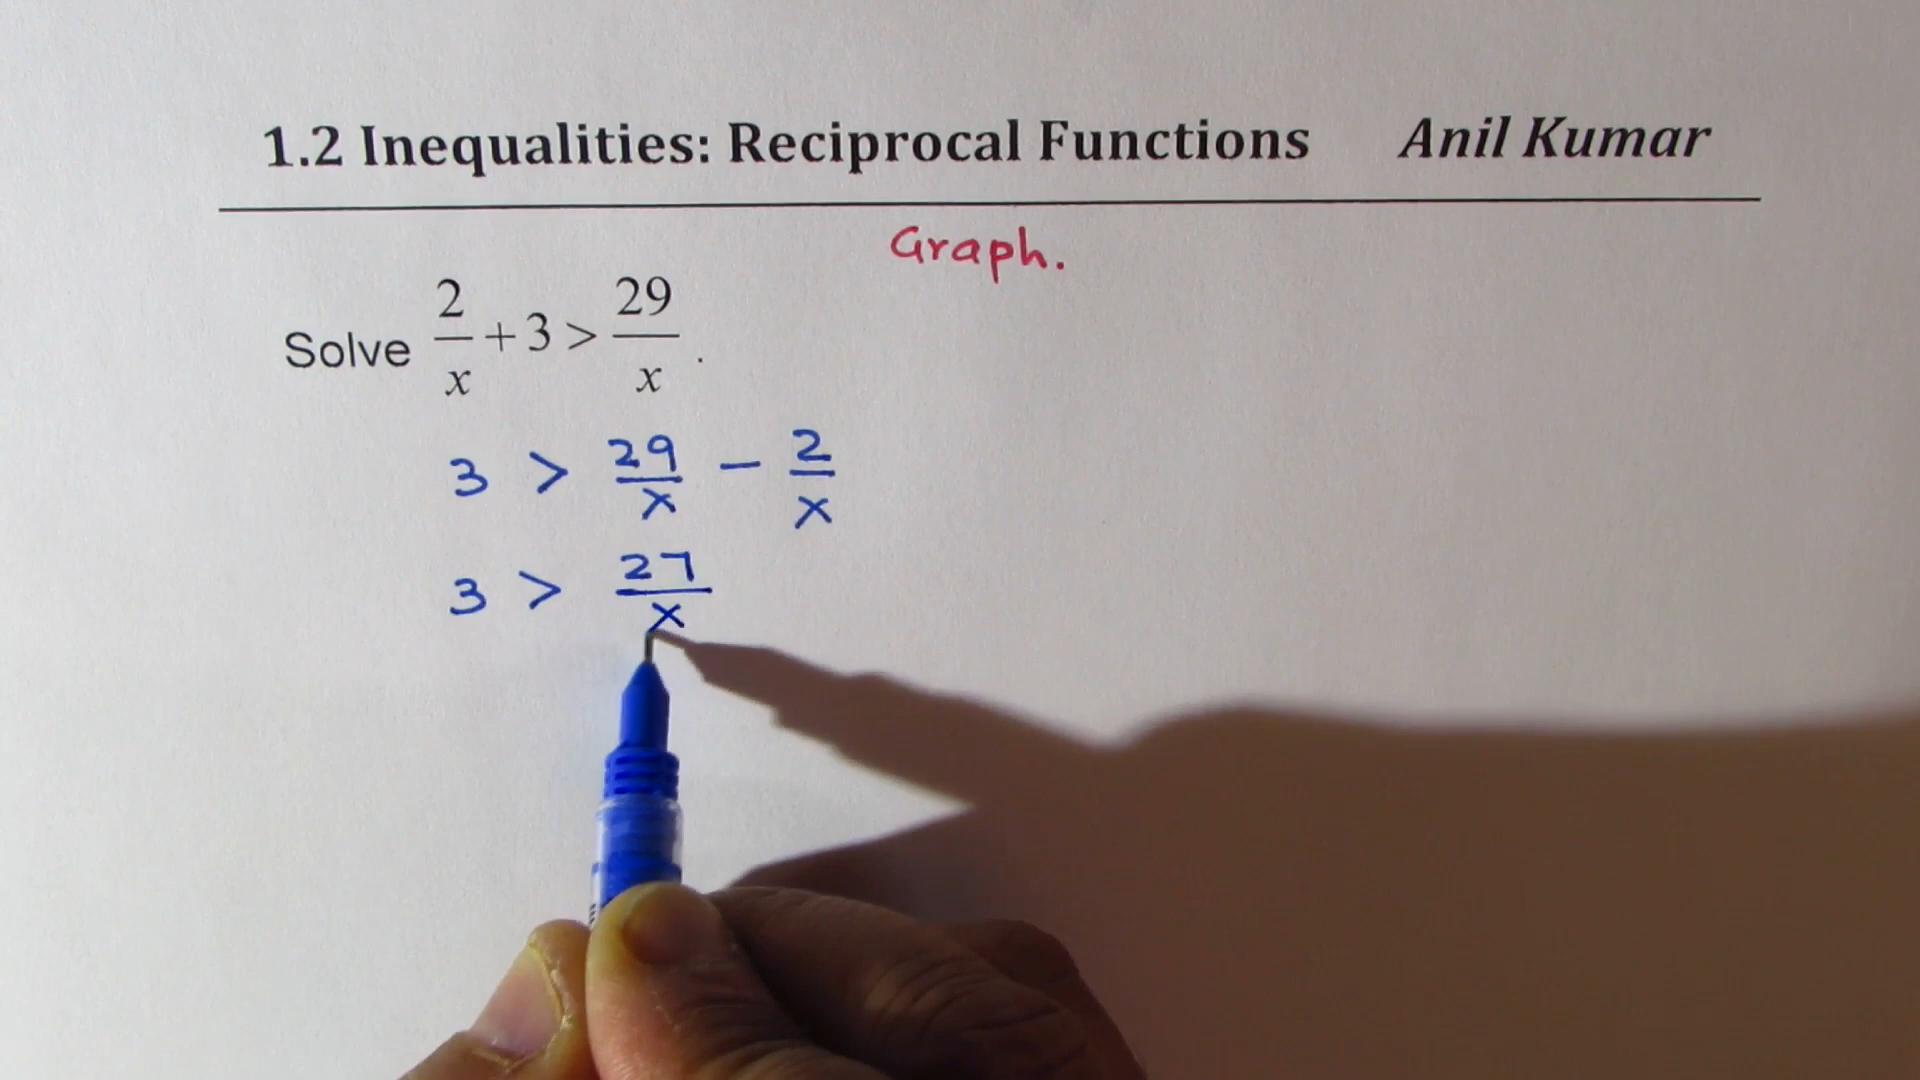 1.2 Inequalities: Reciprocal Functions Anil Kumar
Graph.
Solve 2/x + 3 > 29/x .
3 > 29/x - 2/x
3 > 27/x